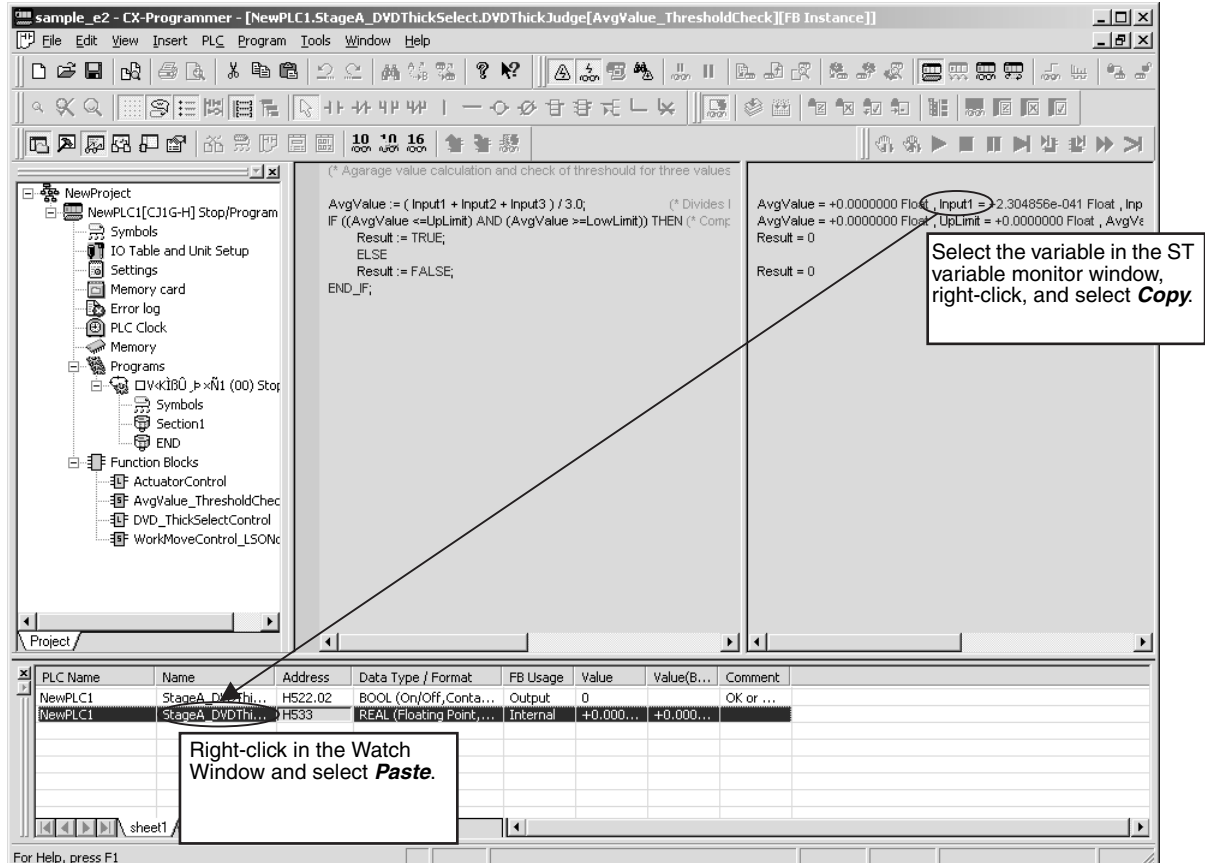 sample_e2 - CX-Programmer - [NewPLC1.StageA_DVDThickSelect.DVDThickJudge[AvgValue_ThresholdCheck][FB Instance]]
File Edit View Insert PLC Program Tools Window Help
10 10 16
NewProject
NewPLC1[CJ1G-H] Stop/Program
Symbols
IO Table and Unit Setup
Settings
Memory card
Error log
PLC Clock
Memory
Programs
(00) Stop
Symbols
Section1
END
Function Blocks
ActuatorControl
AvgValue_ThresholdChec
DVD_ThickSelectControl
WorkMoveControl_LSONo
Project
(* Agarage value calculation and check of threshould for three values
AvgValue := ( Input1 + Input2 + Input3 ) / 3.0; (* Divides I
IF ((AvgValue <=UpLimit) AND (AvgValue >=LowLimit)) THEN (* Comp
Result := TRUE;
ELSE
Result := FALSE;
END_IF;
AvgValue = +0.0000000 Float , Input1 = +2.304856e-041 Float , Inp
AvgValue = +0.0000000 Float , UpLimit = +0.0000000 Float , AvgVa
Result = 0
Result = 0
Select the variable in the ST
variable monitor window,
right-click, and select Copy.
PLC Name Name Address Data Type / Format FB Usage Value Value(B... Comment
NewPLC1 StageA_DVDThi... H522.02 BOOL (On/Off,Conta... Output 0 OK or ...
NewPLC1 StageA_DVDThi... H533 REAL (Floating Point,... Internal +0.000... +0.000...
Right-click in the Watch
Window and select Paste.
sheet1
For Help, press F1